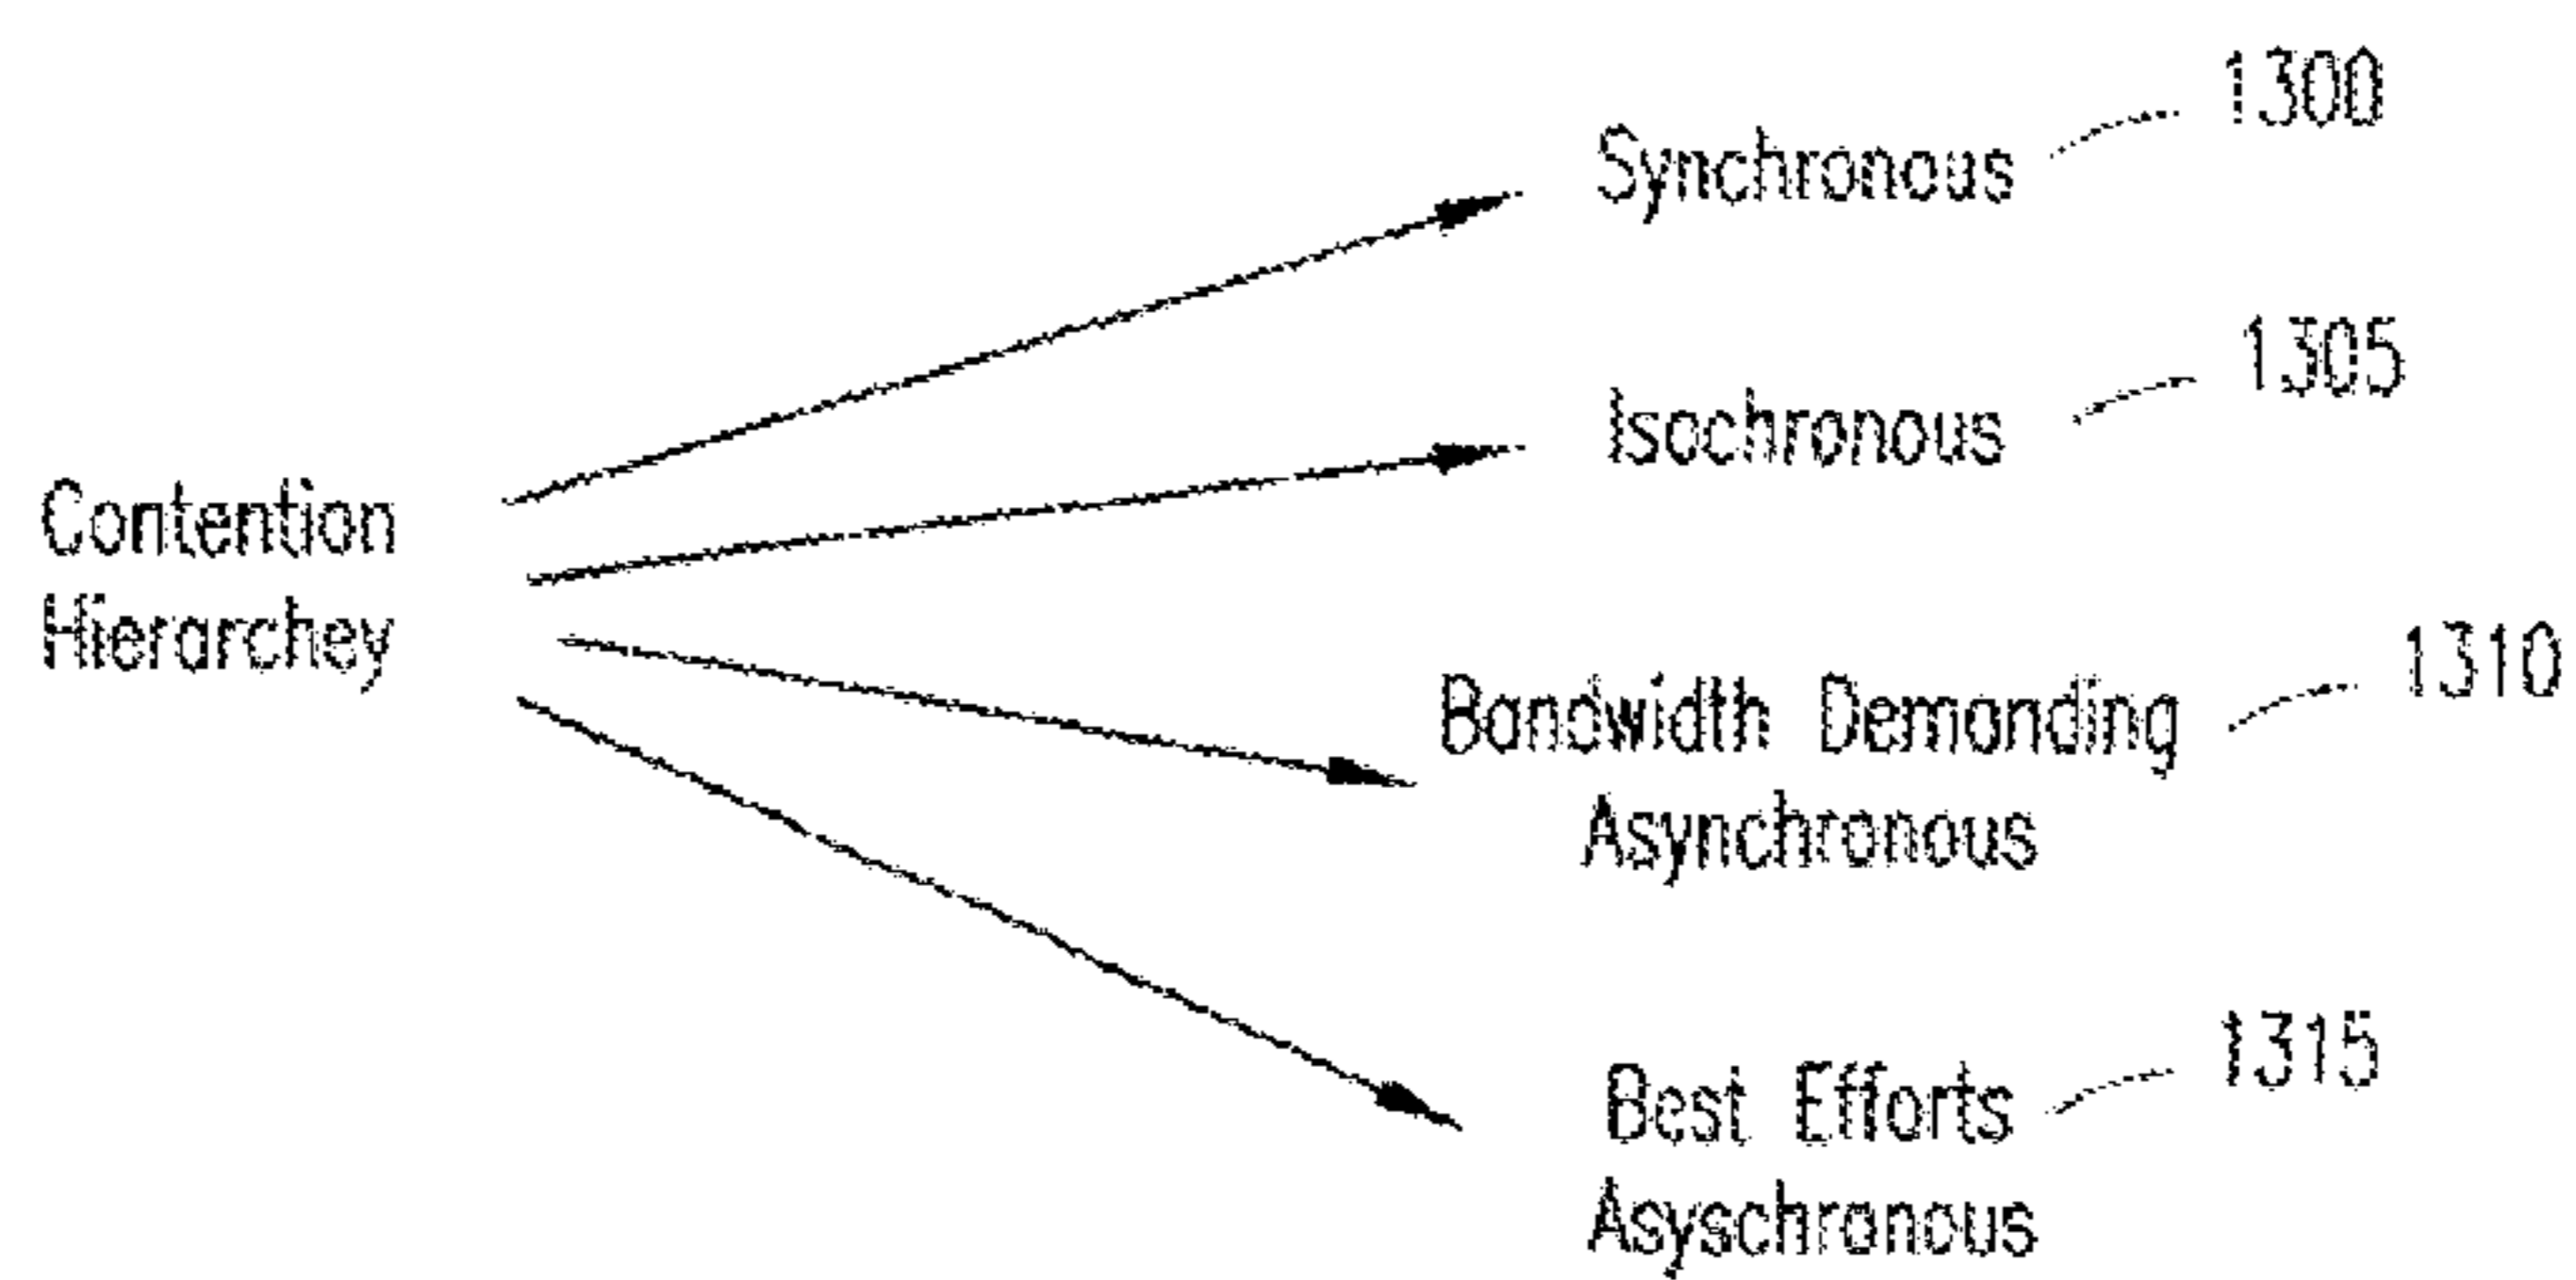 1300
Synchronous
1305
Isochronous
Contention
Hierarchey
1310
Bandwidth Demanding
Asynchronous
1315
Best Efforts
Asyschronous